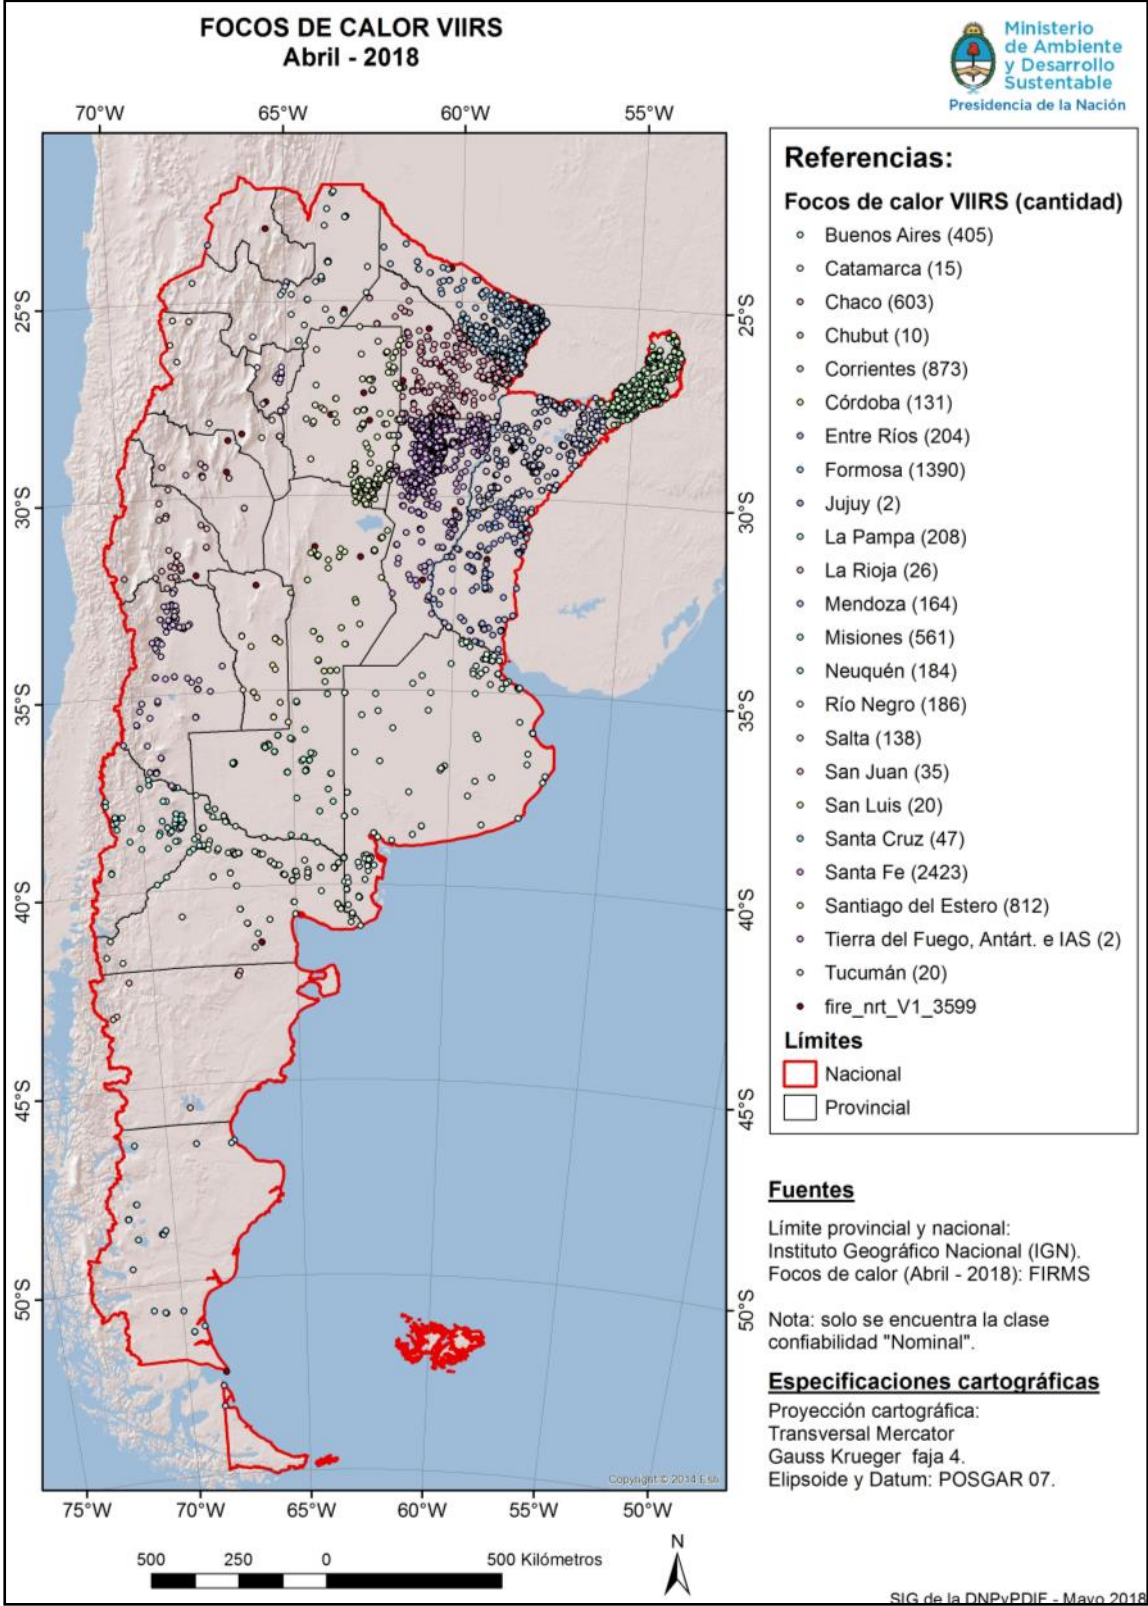 FOCOS DE CALOR VIIRS
Abril - 2018
Ministerio
de Ambiente
y Desarrollo
Sustentable
Presidencia de la Nación
70°W 65°W 60°W 55°W
25°S
30°S
35°S
40°S
45°S
50°S
25°S
30°S
35°S
40°S
45°S
50°S
Copyright © 2014 Esri
75°W 70°W 65°W 60°W 55°W 50°W
500 250 0 500 Kilómetros
N
Referencias:
Focos de calor VIIRS (cantidad)
Buenos Aires (405)
Catamarca (15)
Chaco (603)
Chubut (10)
Corrientes (873)
Córdoba (131)
Entre Ríos (204)
Formosa (1390)
Jujuy (2)
La Pampa (208)
La Rioja (26)
Mendoza (164)
Misiones (561)
Neuquén (184)
Río Negro (186)
Salta (138)
San Juan (35)
San Luis (20)
Santa Cruz (47)
Santa Fe (2423)
Santiago del Estero (812)
Tierra del Fuego, Antárt. e IAS (2)
Tucumán (20)
fire_nrt_V1_3599
Límites
Nacional
Provincial
Fuentes
Límite provincial y nacional:
Instituto Geográfico Nacional (IGN).
Focos de calor (Abril - 2018): FIRMS
Nota: solo se encuentra la clase
confiabilidad "Nominal".
Especificaciones cartográficas
Proyección cartográfica:
Transversal Mercator
Gauss Krueger faja 4.
Elipsoide y Datum: POSGAR 07.
SIG de la DNPyPDIF - Mayo 2018